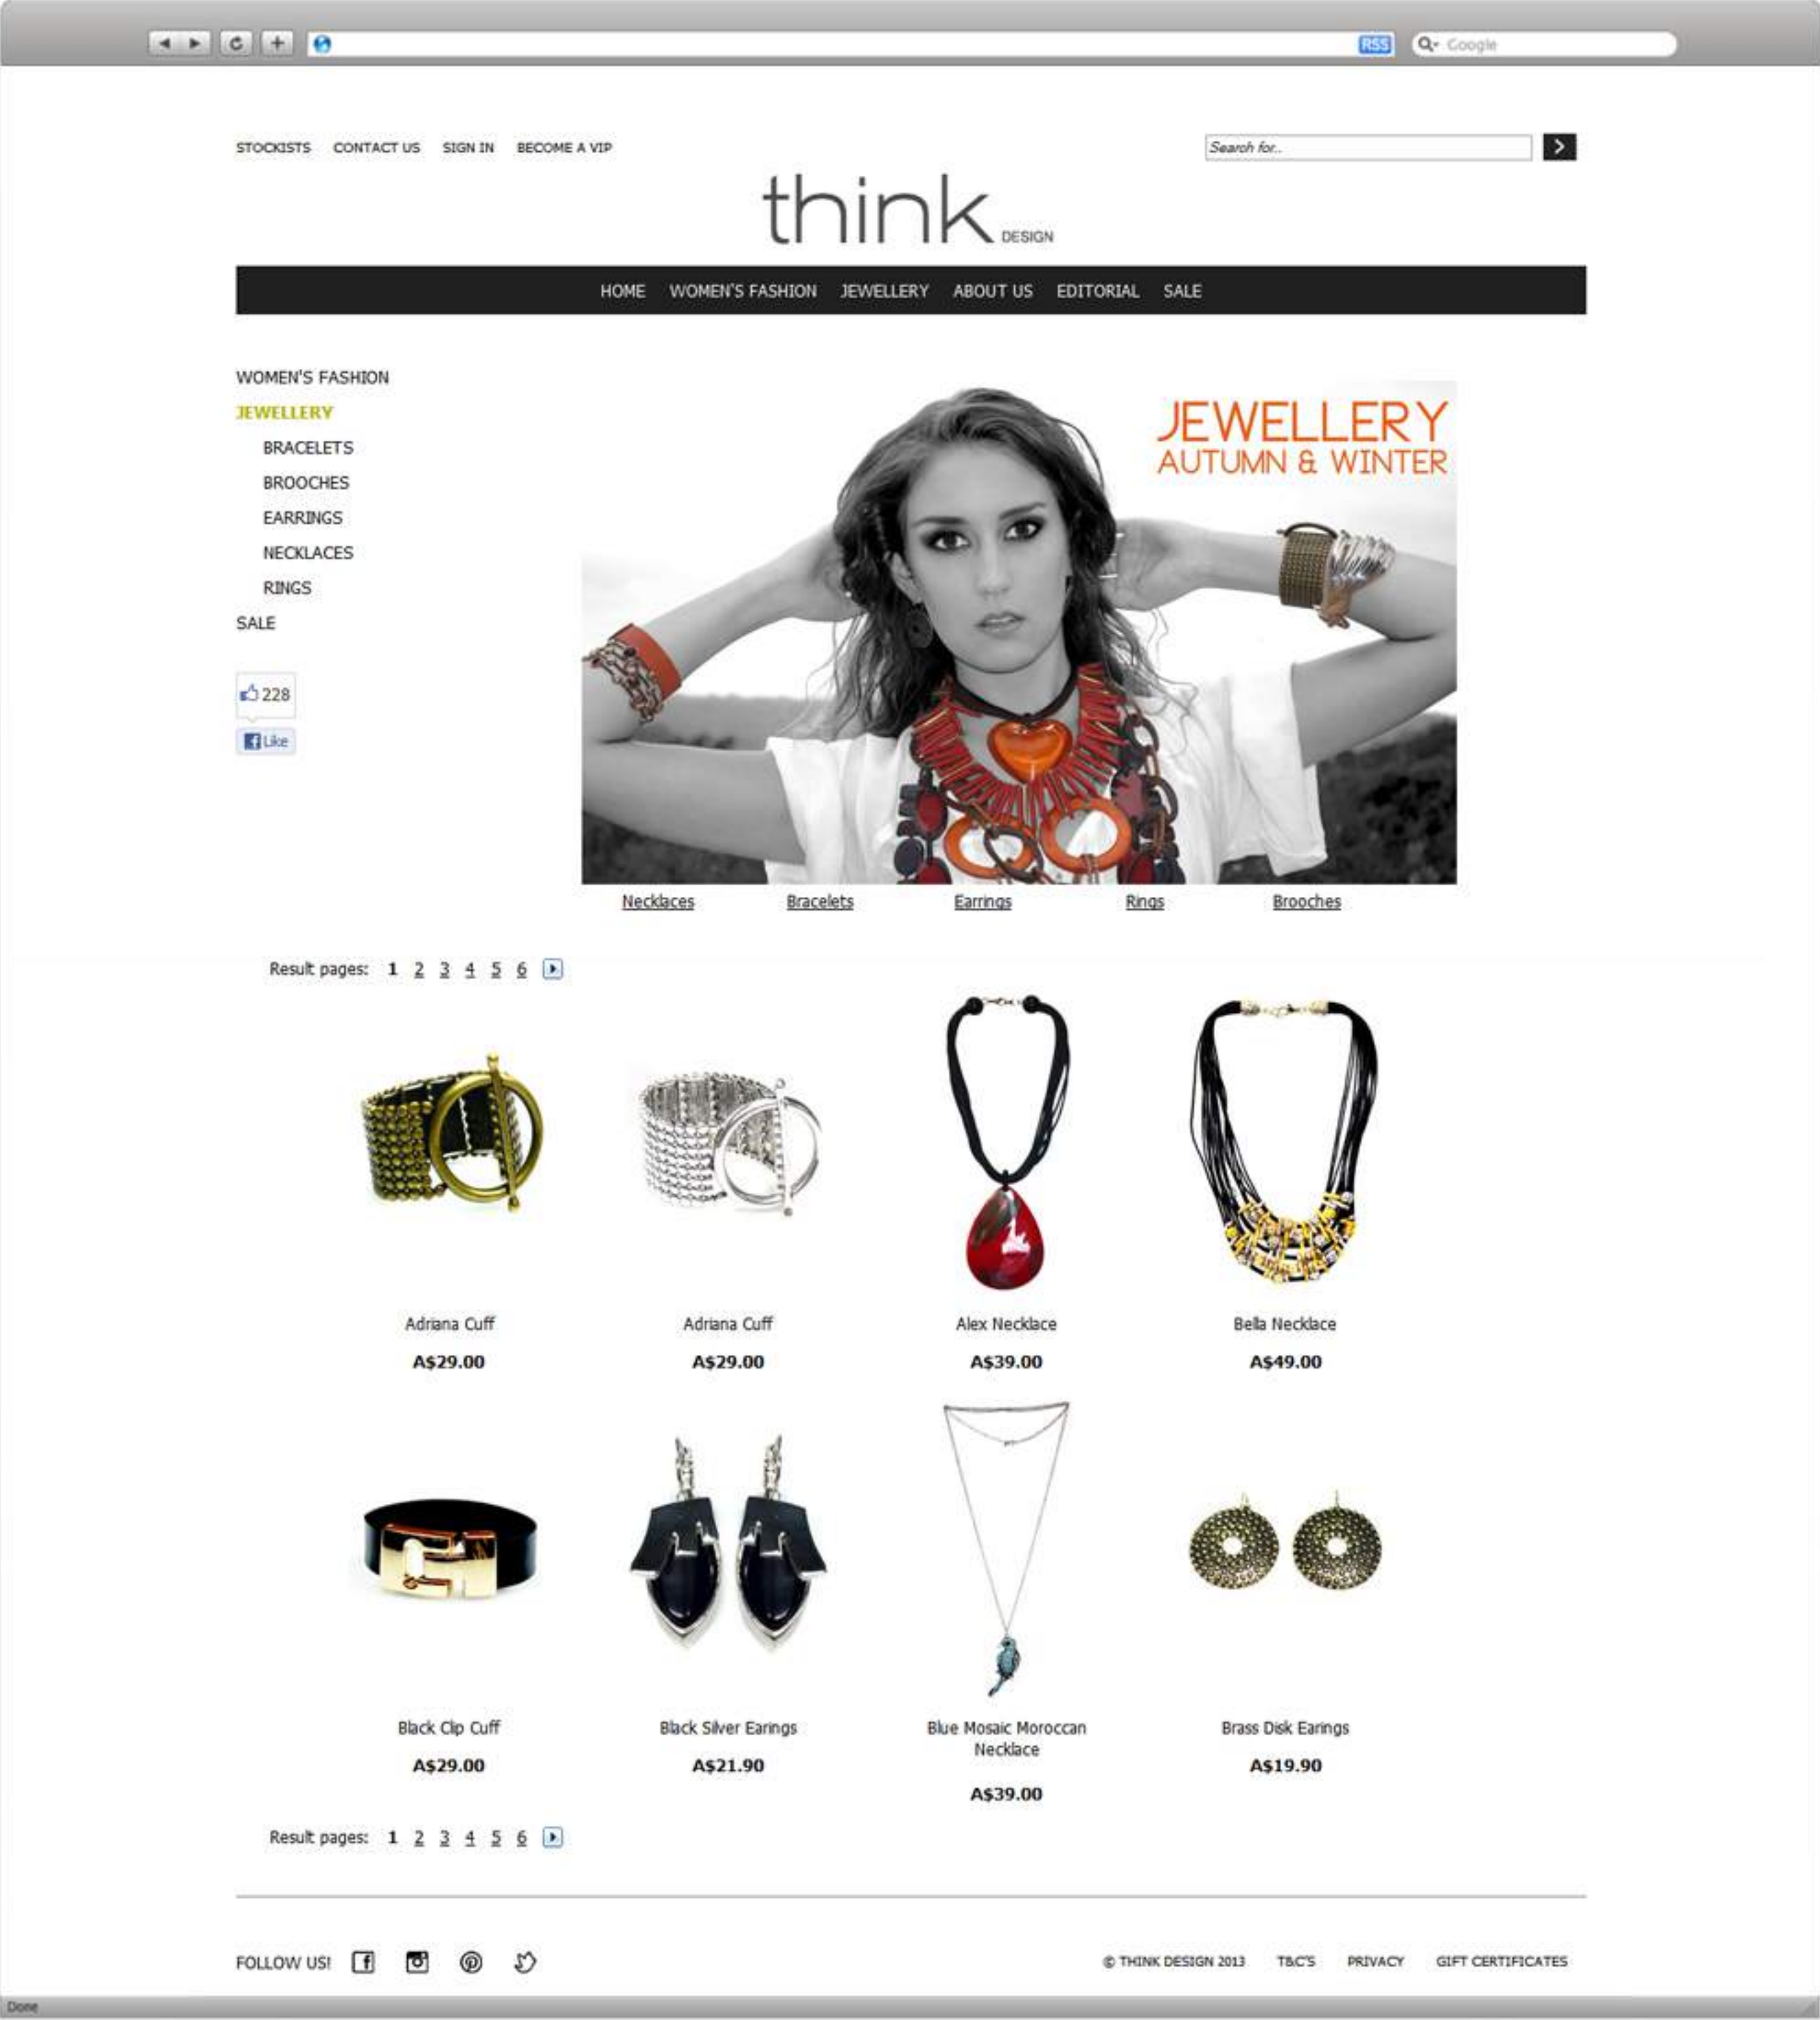 RSS
Google
STOCKISTS CONTACT US SIGN IN BECOME A VIP
Search for...
think DESIGN
HOME WOMEN'S FASHION JEWELLERY ABOUT US EDITORIAL SALE
WOMEN'S FASHION
JEWELLERY
BRACELETS
BROOCHES
EARRINGS
NECKLACES
RINGS
SALE
228
Like
JEWELLERY
AUTUMN & WINTER
Necklaces Bracelets Earrings Rings Brooches
Result pages: 1 2 3 4 5 6
Adriana Cuff Adriana Cuff Alex Necklace Bella Necklace
A$29.00 A$29.00 A$39.00 A$49.00
Black Clip Cuff Black Silver Earings Blue Mosaic Moroccan Brass Disk Earings
Necklace
A$29.00 A$21.90 A$19.90
A$39.00
Result pages: 1 2 3 4 5 6
FOLLOW US! © THINK DESIGN 2013 T&C'S PRIVACY GIFT CERTIFICATES
Done